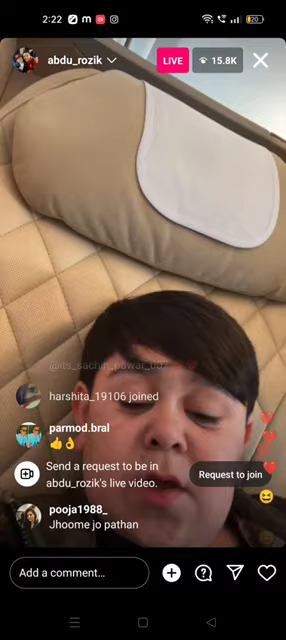 2:22
20
abdu_rozik
LIVE
15.8K
harshita_19106 joined
parmod.bral
Send a request to be in
abdu_rozik's live video.
Request to join
pooja1988_
Jhoome jo pathan
Add a comment...